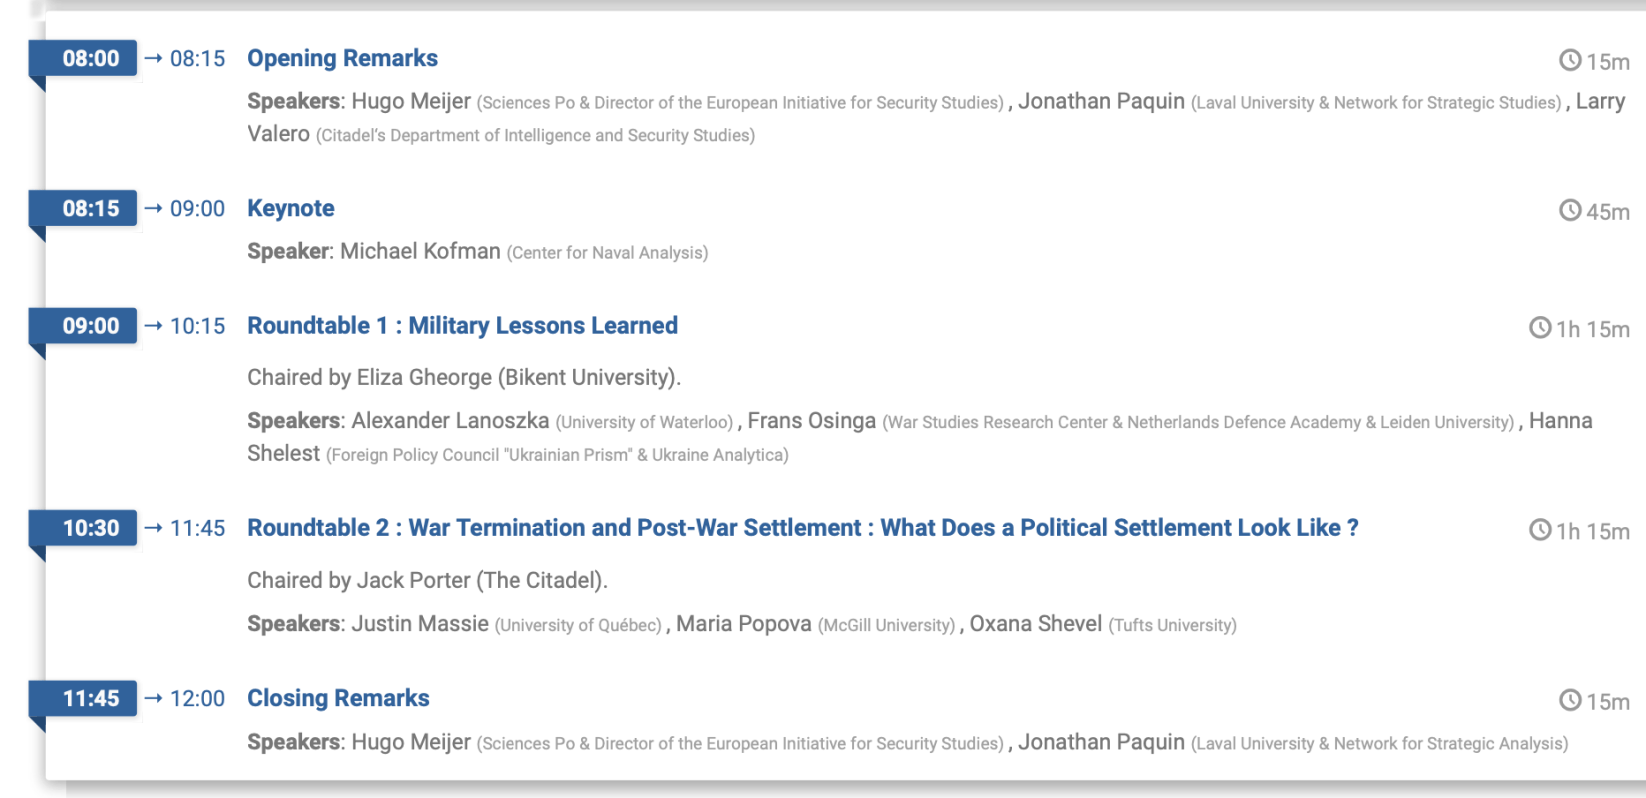 08:00 → 08:15 Opening Remarks 15m
Speakers: Hugo Meijer (Sciences Po & Director of the European Initiative for Security Studies) , Jonathan Paquin (Laval University & Network for Strategic Studies) , Larry
Valero (Citadel's Department of Intelligence and Security Studies)
08:15 → 09:00 Keynote 45m
Speaker: Michael Kofman (Center for Naval Analysis)
09:00 → 10:15 Roundtable 1 : Military Lessons Learned 1h 15m
Chaired by Eliza Gheorge (Bikent University).
Speakers: Alexander Lanoszka (University of Waterloo) , Frans Osinga (War Studies Research Center & Netherlands Defence Academy & Leiden University) , Hanna
Shelest (Foreign Policy Council "Ukrainian Prism" & Ukraine Analytica)
10:30 → 11:45 Roundtable 2 : War Termination and Post-War Settlement : What Does a Political Settlement Look Like ? 1h 15m
Chaired by Jack Porter (The Citadel).
Speakers: Justin Massie (University of Québec) , Maria Popova (McGill University) , Oxana Shevel (Tufts University)
11:45 → 12:00 Closing Remarks 15m
Speakers: Hugo Meijer (Sciences Po & Director of the European Initiative for Security Studies) , Jonathan Paquin (Laval University & Network for Strategic Analysis)